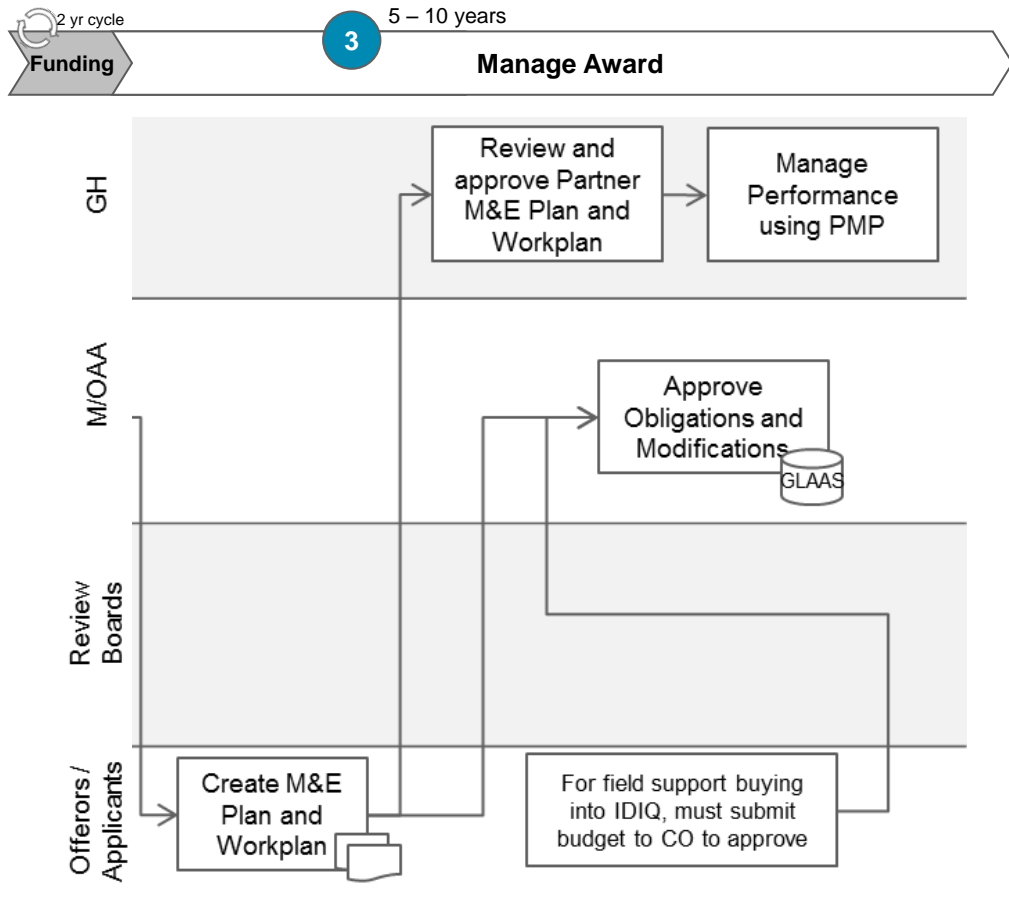 2 yr cycle
5 – 10 years
Funding
3
Manage Award
GH
Review and
approve Partner
M&E Plan and
Workplan
Manage
Performance
using PMP
M/OAA
Approve
Obligations and
Modifications
GLAAS
Review
Boards
Offerors /
Applicants
Create M&E
Plan and
Workplan
For field support buying
into IDIQ, must submit
budget to CO to approve